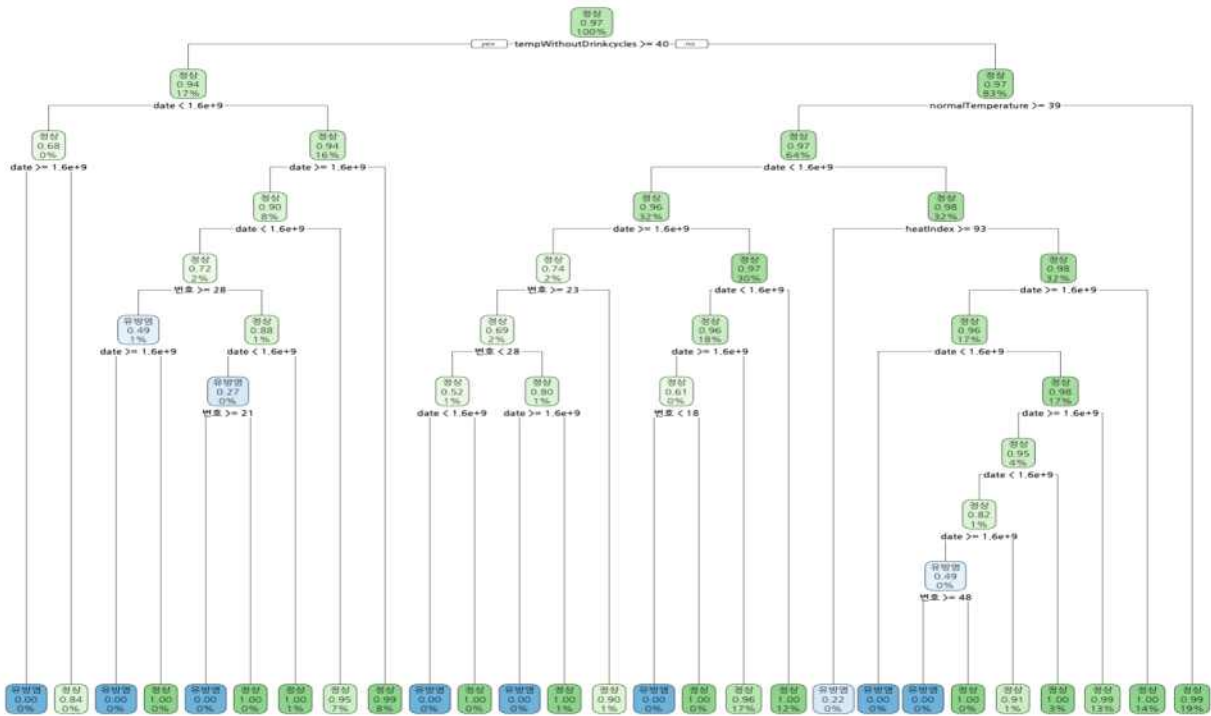 정상
0.97
100%
yes tempWithoutDrinkcycles >= 40 no
정상
0.94
17%
date < 1.6e+9
정상
0.97
83%
normalTemperature >= 39
정상
0.68
0%
date >= 1.6e+9
정상
0.94
16%
date >= 1.6e+9
정상
0.97
64%
date < 1.6e+9
정상
0.90
8%
date < 1.6e+9
정상
0.96
32%
date >= 1.6e+9
정상
0.98
32%
heatIndex >= 93
정상
0.72
2%
번호 >= 28
정상
0.74
2%
번호 >= 23
정상
0.97
30%
date < 1.6e+9
정상
0.98
32%
date >= 1.6e+9
유방염
0.49
1%
date >= 1.6e+9
정상
0.88
1%
date < 1.6e+9
정상
0.69
2%
번호 < 28
정상
0.96
18%
date >= 1.6e+9
정상
0.96
17%
date < 1.6e+9
유방염
0.27
0%
번호 >= 21
정상
0.52
1%
date < 1.6e+9
정상
0.80
1%
date >= 1.6e+9
정상
0.61
0%
번호 < 18
정상
0.98
17%
date >= 1.6e+9
정상
0.95
4%
date < 1.6e+9
정상
0.82
1%
date >= 1.6e+9
유방염
0.49
0%
번호 >= 48
유방염
0.00
0%
정상
0.84
0%
유방염
0.00
0%
정상
1.00
0%
유방염
0.00
0%
정상
1.00
0%
정상
1.00
1%
정상
0.95
7%
정상
0.99
8%
유방염
0.00
0%
정상
1.00
0%
유방염
0.00
0%
정상
1.00
1%
정상
0.90
1%
유방염
0.00
0%
정상
1.00
0%
정상
0.96
17%
정상
1.00
12%
유방염
0.22
0%
유방염
0.00
0%
유방염
0.00
0%
정상
1.00
0%
정상
0.91
1%
정상
1.00
3%
정상
0.99
13%
정상
1.00
14%
정상
0.99
19%